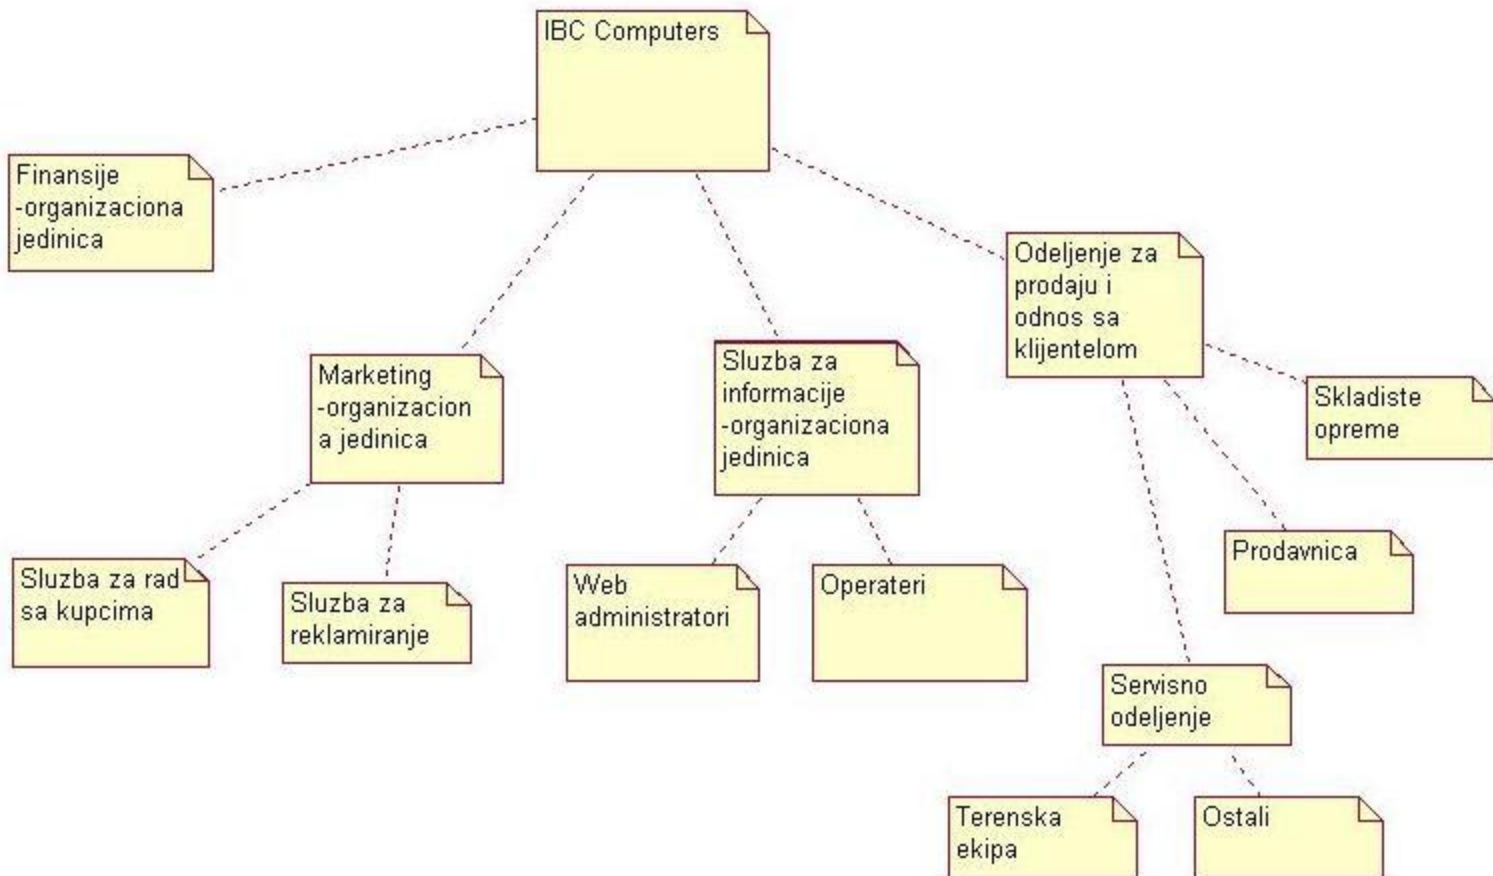 IBC Computers
Finansije
-organizaciona
jedinica
Odeljenje za
prodaju i
odnos sa
klijentelom
Marketing
-organizacion
a jedinica
Sluzba za
informacije
-organizaciona
jedinica
Skladiste
opreme
Prodavnica
Sluzba za rad
sa kupcima
Sluzba za
reklamiranje
Web
administratori
Operateri
Servisno
odeljenje
Terenska
ekipa
Ostali